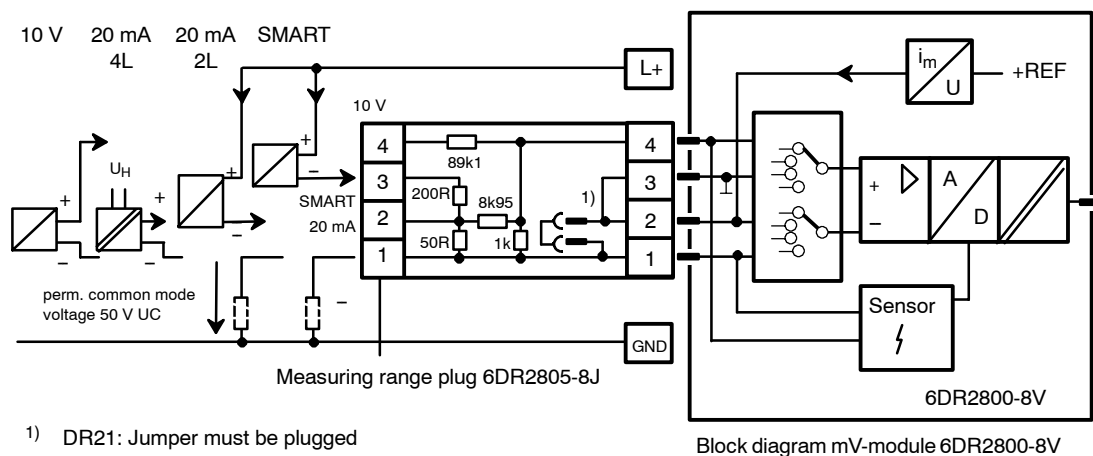 10 V 20 mA 20 mA SMART
4L 2L
L+
i_m
U
+REF
10 V
4
3
2
1
89k1
200R
8k95
50R
1k
1)
4
3
2
1
SMART
20 mA
U_H
+
−
+
−
+
−
+
−
−
+
−
A
D
Sensor
perm. common mode
voltage 50 V UC
GND
Measuring range plug 6DR2805-8J
6DR2800-8V
1) DR21: Jumper must be plugged
Block diagram mV-module 6DR2800-8V